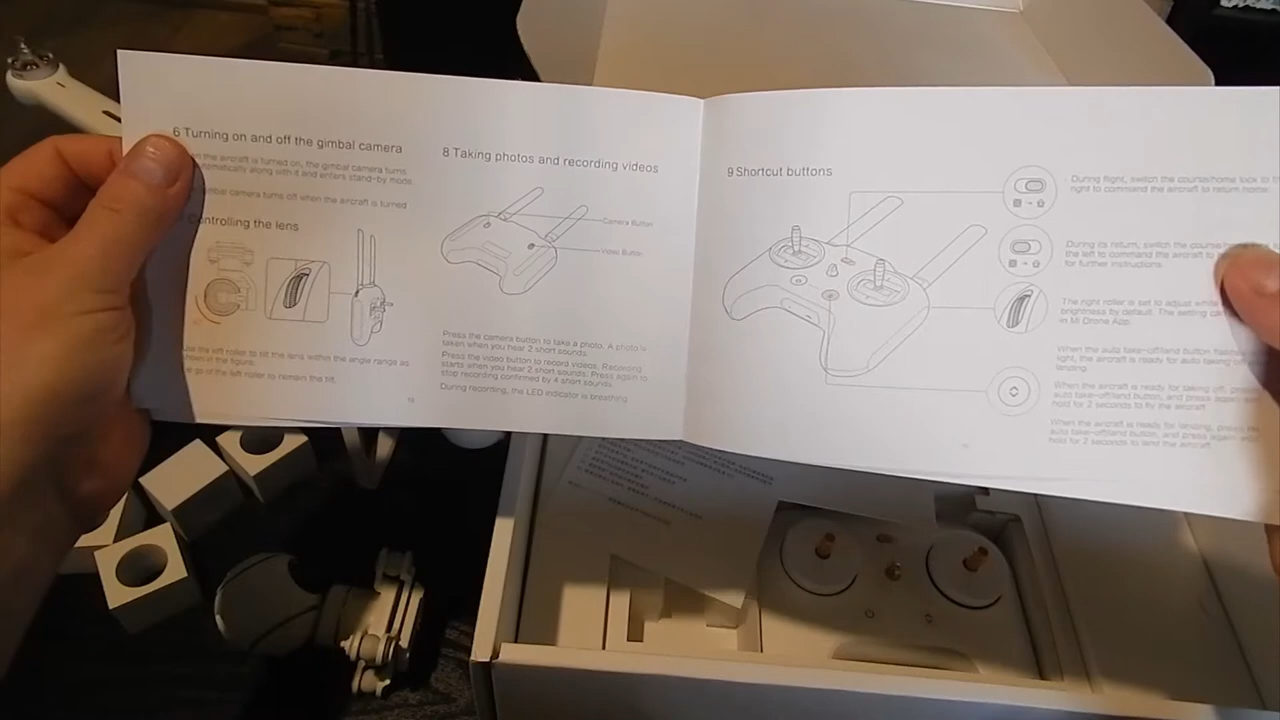 6 Turning on and off the gimbal camera
the aircraft is turned on, the gimbal camera turns
automatically along with it and enters stand-by mode.
gimbal camera turns off when the aircraft is turned
Controlling the lens
Use the left roller to tilt the lens within the angle range as
shown in the figure.
go of the left roller to remain the tilt.
8 Taking photos and recording videos
Camera Button
Video Button
Press the camera button to take a photo. A photo is
taken when you hear 2 short sounds.
Press the video button to record videos. Recording
starts when you hear 2 short sounds. Press again to
stop recording confirmed by 4 short sounds.
During recording, the LED indicator is breathing
9 Shortcut buttons
During flight, switch the course/home lock to
right to command the aircraft to return home.
During its return, switch the course
the left to command the aircraft to
for further instructions.
The right roller is set to adjust
brightness by default. The setting
in Mi Drone App.
When the auto take-off/land button
light, the aircraft is ready for auto
landing.
When the aircraft is ready for taking off,
auto take-off/land button, and press again
hold for 2 seconds to fly the aircraft.
When the aircraft is ready for landing,
auto take-off/land button, and press again
hold for 2 seconds to land the aircraft.